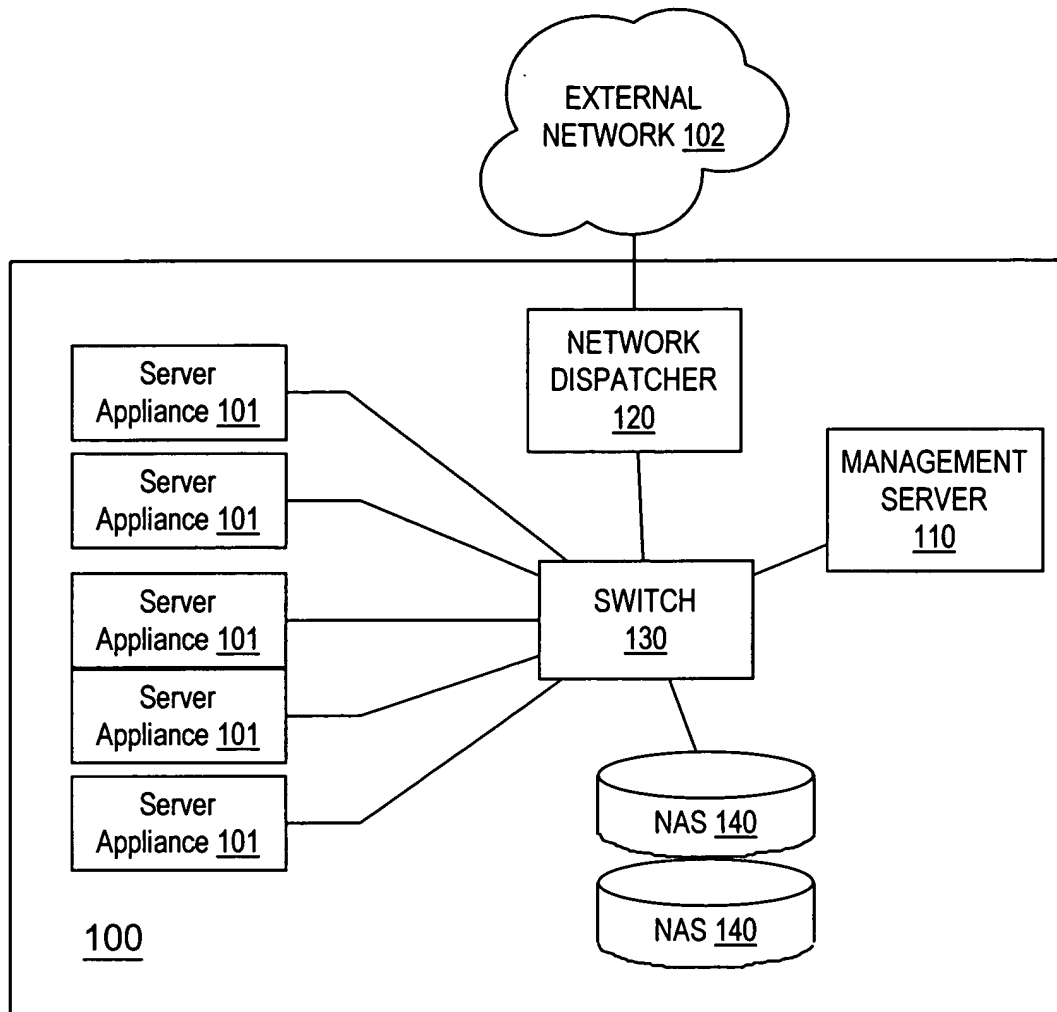 EXTERNAL
NETWORK 102
NETWORK
DISPATCHER
120
MANAGEMENT
SERVER
110
Server
Appliance 101
Server
Appliance 101
Server
Appliance 101
Server
Appliance 101
Server
Appliance 101
SWITCH
130
NAS 140
NAS 140
100